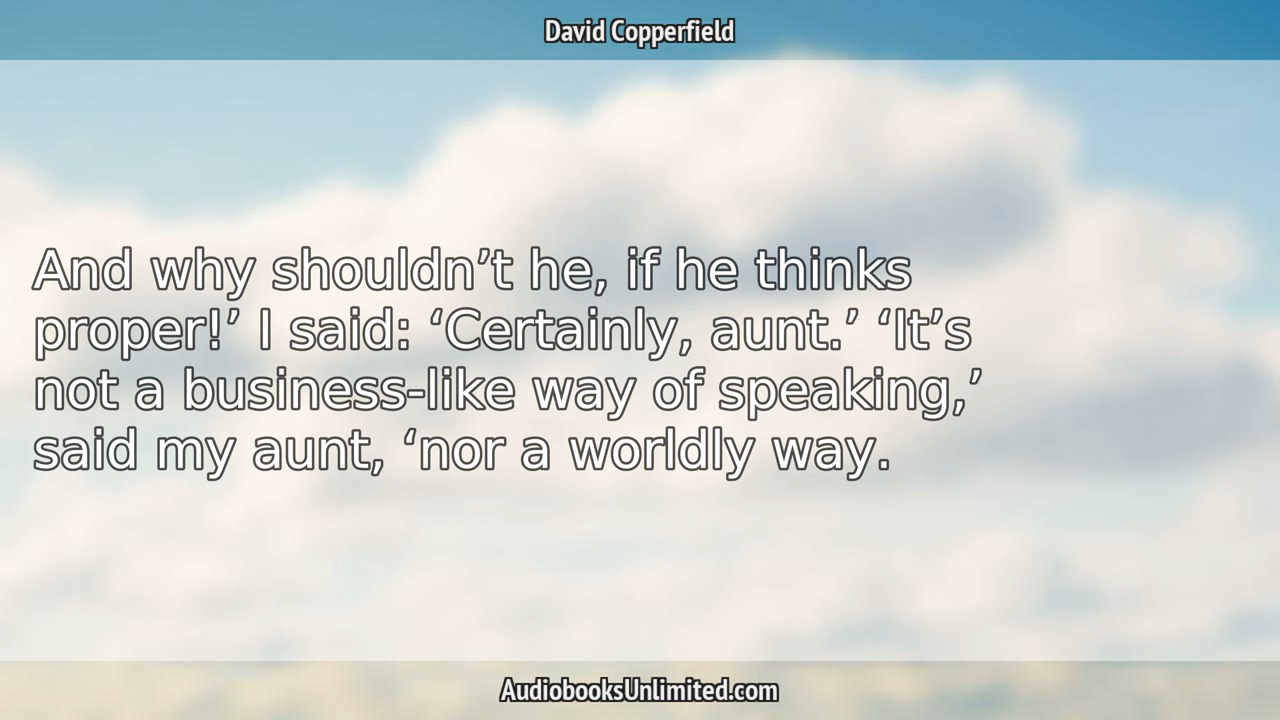 David Copperfield
And why shouldn’t he, if he thinks
proper!’ I said: ‘Certainly, aunt.’ ‘It’s
not a business-like way of speaking,’
said my aunt, ‘nor a worldly way.
AudiobooksUnlimited.com